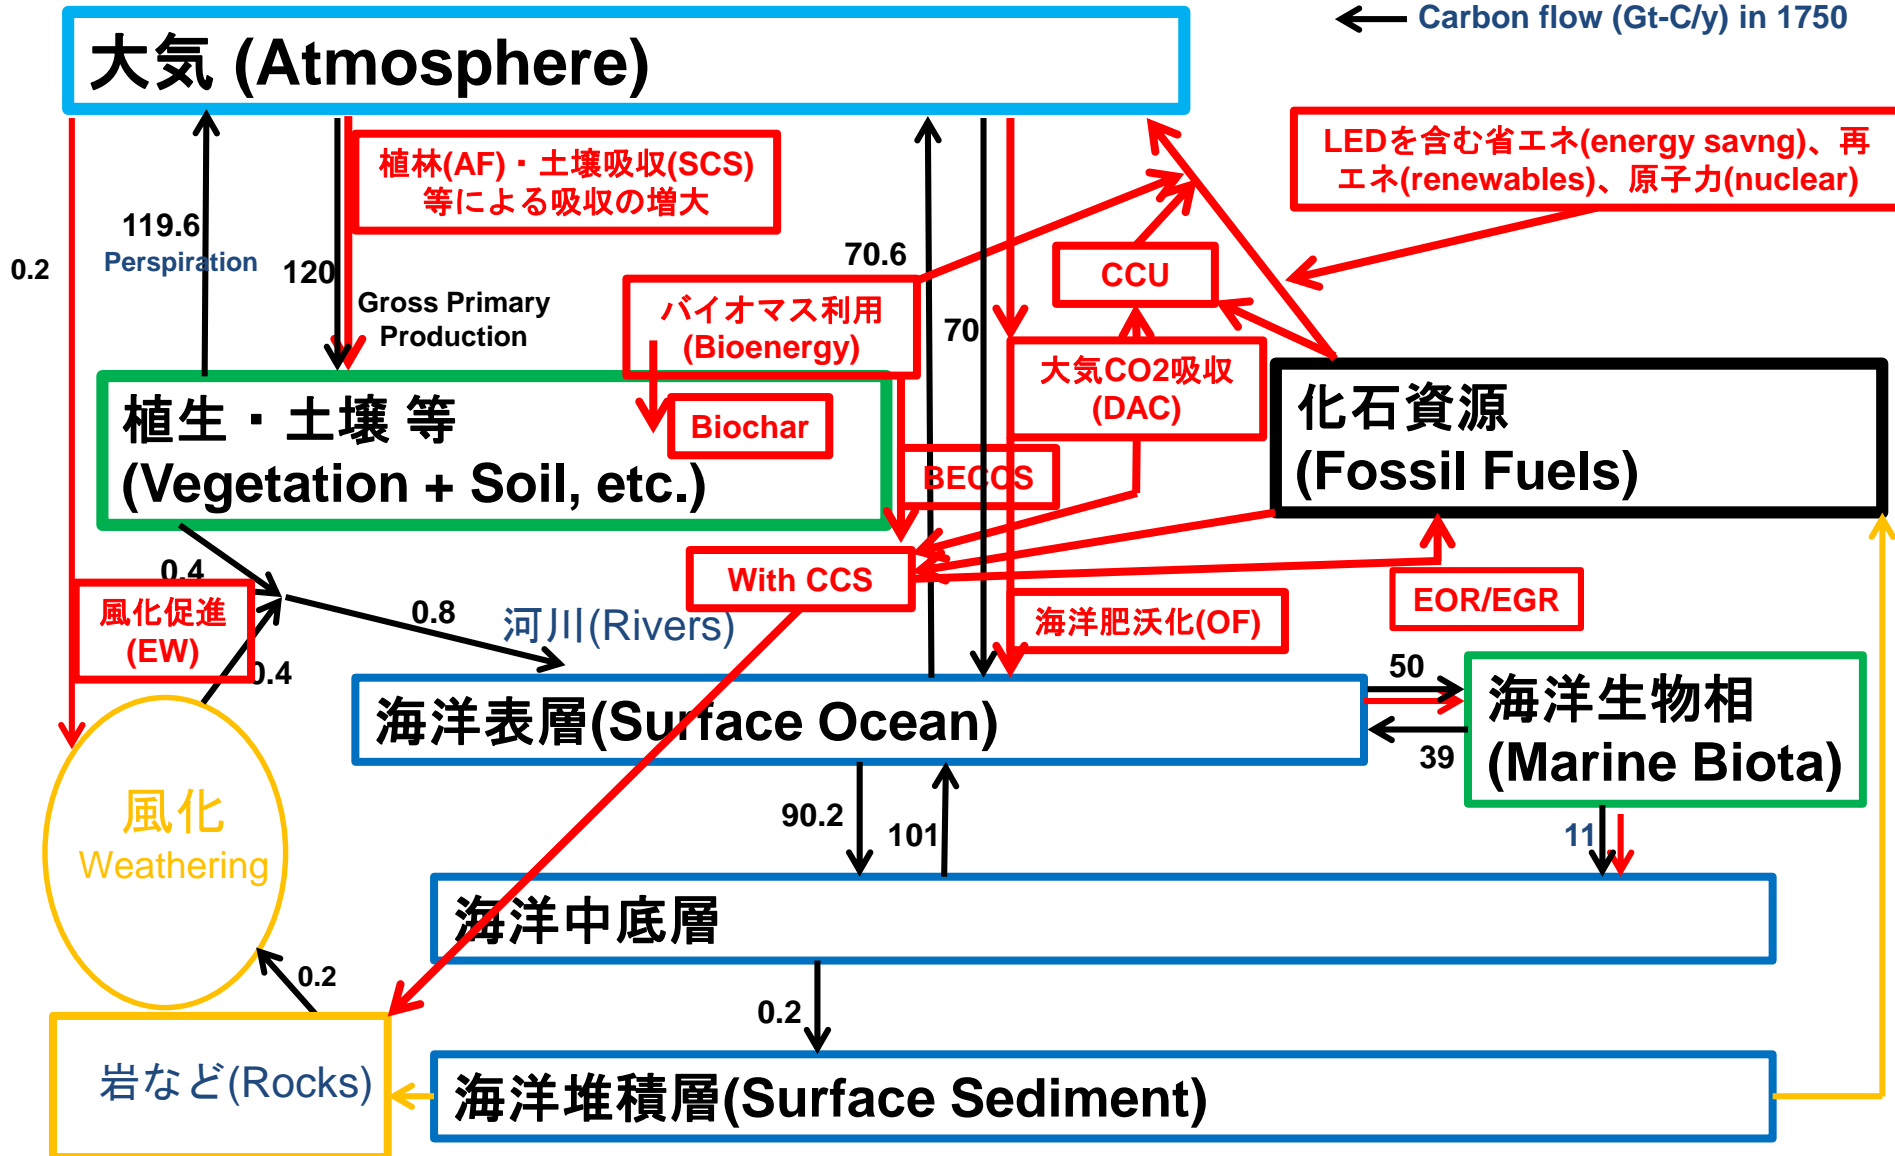 Carbon flow (Gt-C/y) in 1750
大気 (Atmosphere)
LEDを含む省エネ(energy savng)、再
エネ(renewables)、原子力(nuclear)
植林(AF)・土壌吸収(SCS)
等による吸収の増大
119.6
Perspiration
0.2
120
70.6
CCU
Gross Primary
Production
バイオマス利用
(Bioenergy)
70
大気CO2吸収
(DAC)
化石資源
(Fossil Fuels)
植生・土壌 等
(Vegetation + Soil, etc.)
Biochar
BECCS
With CCS
EOR/EGR
0.4
風化促進
(EW)
0.8
河川(Rivers)
海洋肥沃化(OF)
0.4
50
海洋表層(Surface Ocean)
39
海洋生物相
(Marine Biota)
風化
Weathering
90.2
101
11
海洋中底層
0.2
0.2
岩など(Rocks)
海洋堆積層(Surface Sediment)